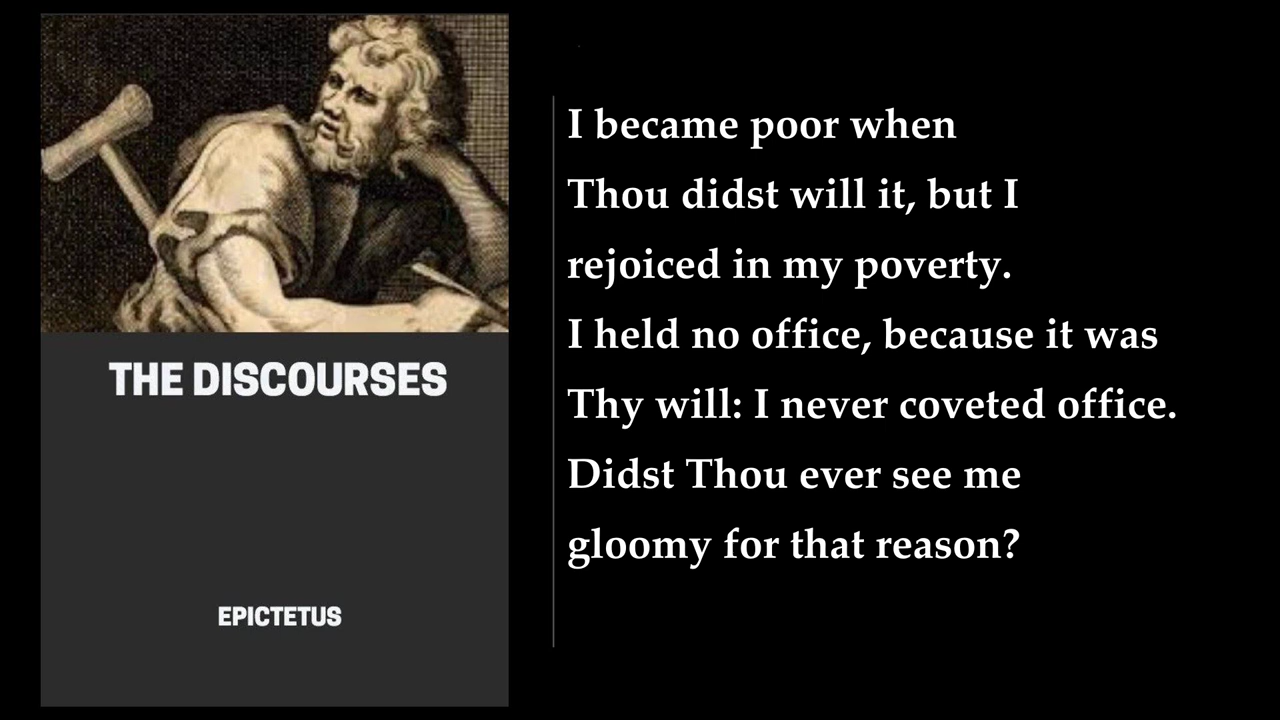 THE DISCOURSES
EPICTETUS
I became poor when
Thou didst will it, but I
rejoiced in my poverty.
I held no office, because it was
Thy will: I never coveted office.
Didst Thou ever see me
gloomy for that reason?